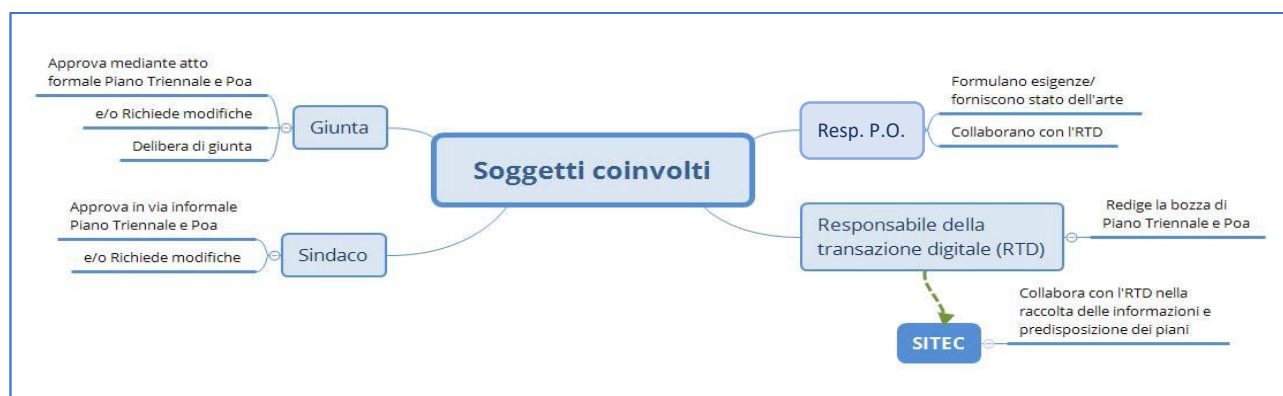 Soggetti coinvolti
Approva mediante atto
formale Piano Triennale e Poa
e/o Richiede modifiche
Delibera di giunta
Giunta
Approva in via informale
Piano Triennale e Poa
e/o Richiede modifiche
Sindaco
Resp. P.O.
Formulano esigenze/
forniscono stato dell'arte
Collaborano con l'RTD
Responsabile della
transazione digitale (RTD)
Redige la bozza di
Piano Triennale e Poa
SITEC
Collabora con l'RTD nella
raccolta delle informazioni e
predisposizione dei piani